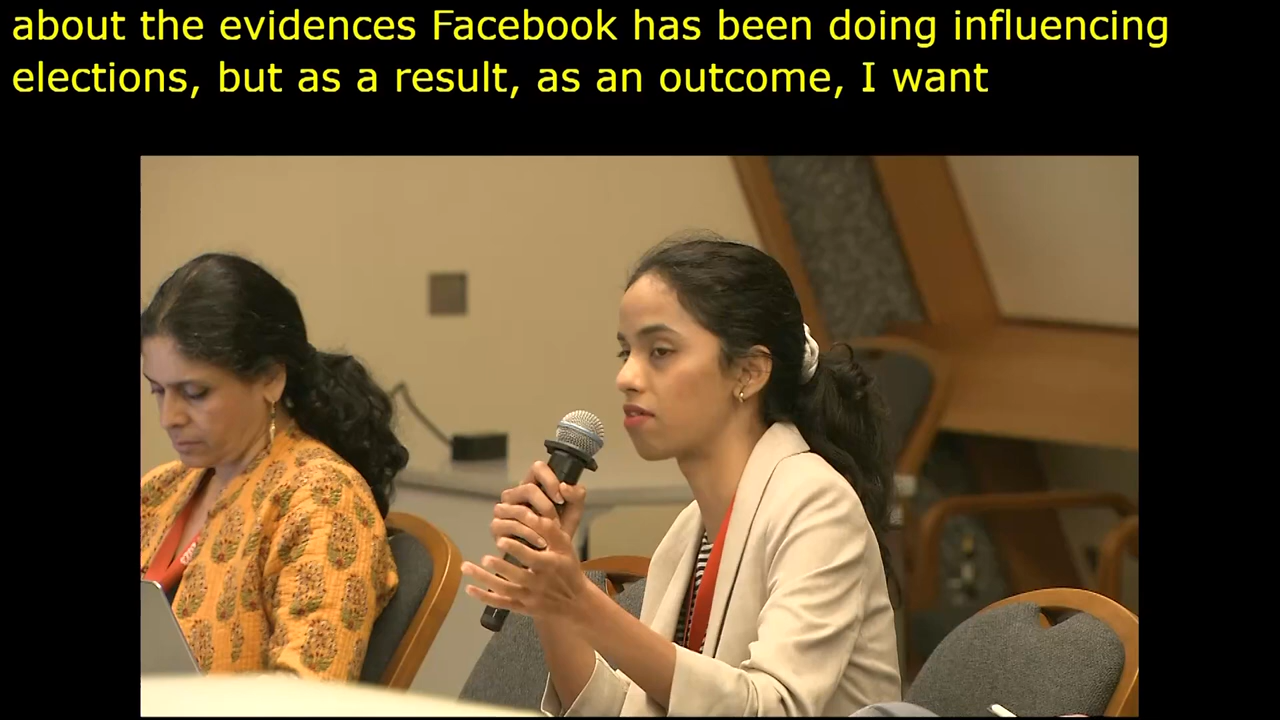 about the evidences Facebook has been doing influencing
elections, but as a result, as an outcome, I want